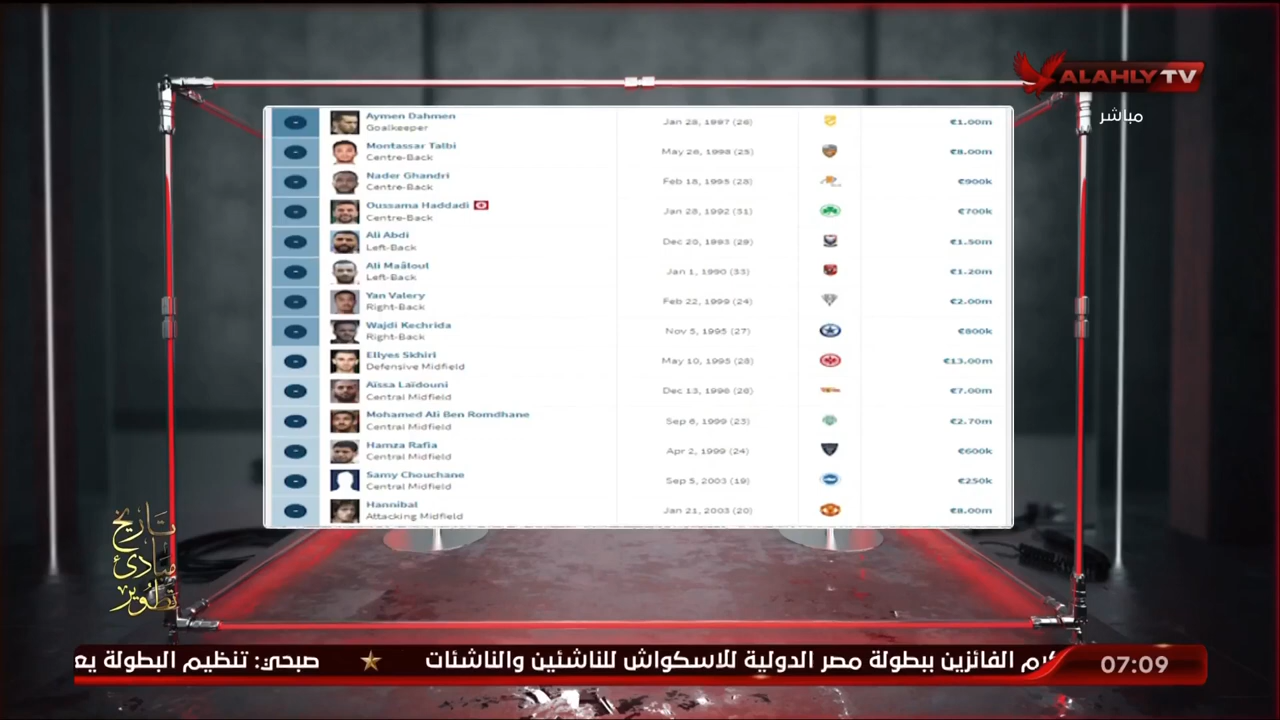 ALAHLY TV
مباشر
Aymen Dahmen Jan 28, 1997 (26) €1.00m
Goalkeeper
Montassar Talbi May 26, 1998 (25) €8.00m
Centre-Back
Nader Ghandri Feb 18, 1995 (28) €900k
Centre-Back
Oussama Haddadi Jan 28, 1992 (31) €700k
Centre-Back
Ali Abdi Dec 20, 1993 (29) €1.50m
Left-Back
Ali Maâloul Jan 1, 1990 (33) €1.20m
Left-Back
Yan Valery Feb 22, 1999 (24) €2.00m
Right-Back
Wajdi Kechrida Nov 5, 1995 (27) €800k
Right-Back
Ellyes Skhiri May 10, 1995 (28) €13.00m
Defensive Midfield
Aïssa Laïdouni Dec 13, 1996 (26) €7.00m
Central Midfield
Mohamed Ali Ben Romdhane Sep 6, 1999 (23) €2.70m
Central Midfield
Hamza Rafia Apr 2, 1999 (24) €600k
Central Midfield
Samy Chouchane Sep 5, 2003 (19) €250k
Central Midfield
Hannibal Jan 21, 2003 (20) €8.00m
Attacking Midfield
تاريخ
مبادئ
تطوير
الفائزين ببطولة مصر الدولية للاسكواش للناشئين والناشئات ★ صبحي: تنظيم البطولة يع
07:09